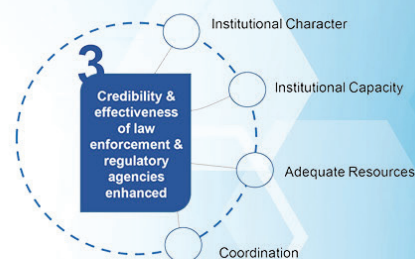 3
Credibility &
effectiveness
of law
enforcement &
regulatory
agencies
enhanced
Institutional Character
Institutional Capacity
Adequate Resources
Coordination